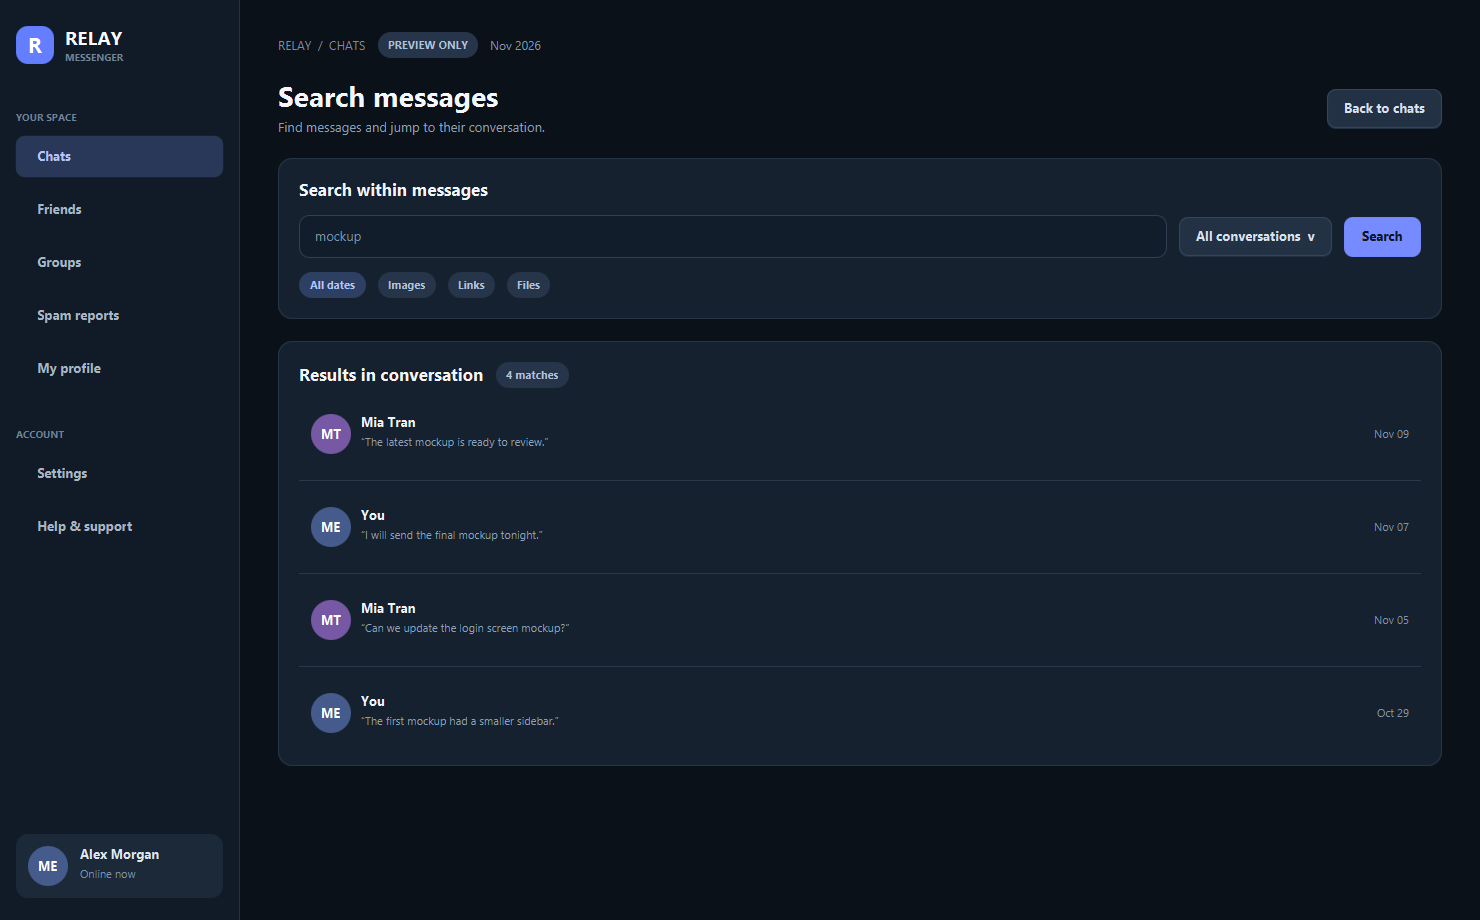 R
RELAY
MESSENGER
YOUR SPACE
Chats
Friends
Groups
Spam reports
My profile
ACCOUNT
Settings
Help & support
ME
Alex Morgan
Online now
RELAY / CHATS PREVIEW ONLY Nov 2026
Search messages
Find messages and jump to their conversation.
Back to chats
Search within messages
mockup
All conversations v
Search
All dates Images Links Files
Results in conversation 4 matches
MT
Mia Tran
“The latest mockup is ready to review.”
Nov 09
ME
You
“I will send the final mockup tonight.”
Nov 07
MT
Mia Tran
“Can we update the login screen mockup?”
Nov 05
ME
You
“The first mockup had a smaller sidebar.”
Oct 29